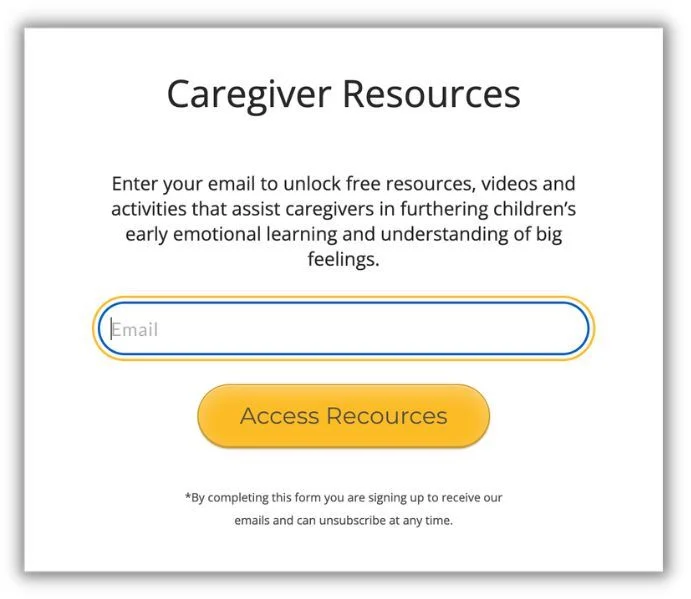 Caregiver Resources
Enter your email to unlock free resources, videos and
activities that assist caregivers in furthering children’s
early emotional learning and understanding of big
feelings.
Email
Access Recources
*By completing this form you are signing up to receive our
emails and can unsubscribe at any time.